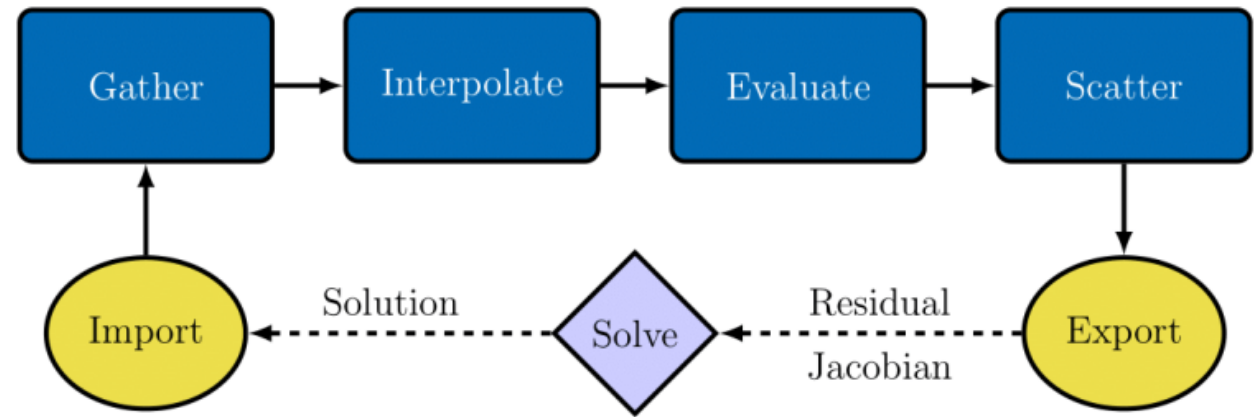 Gather
Interpolate
Evaluate
Scatter
Import
Solution
Solve
Residual
Jacobian
Export